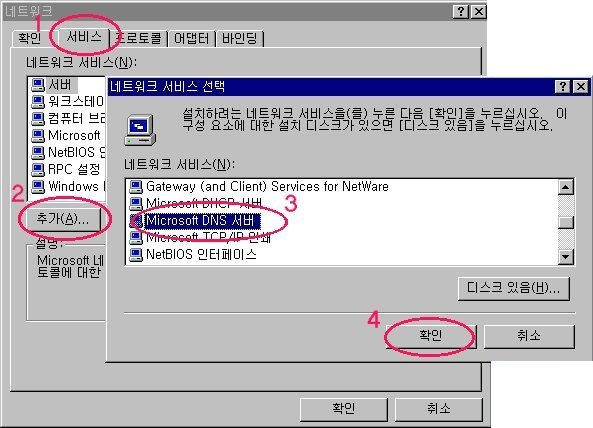 네트워크
1
확인 서비스 프로토콜 어댑터 바인딩
네트워크 서비스(N):
서버
워크스테이
컴퓨터 브라
Microsoft
NetBIOS 인
RPC 설정
Windows I
2
추가(A)...
설명:
Microsoft 네
토콜에 대한
네트워크 서비스 선택
설치하려는 네트워크 서비스을(를) 누른 다음 [확인]을 누르십시오. 이
구성 요소에 대한 설치 디스크가 있으면 [디스크 있음]을 누르십시오.
네트워크 서비스(N):
Gateway (and Client) Services for NetWare
Microsoft DHCP 서버
3
Microsoft DNS 서버
Microsoft TCP/IP 인쇄
NetBIOS 인터페이스
디스크 있음(H)...
4
확인 취소
확인 취소